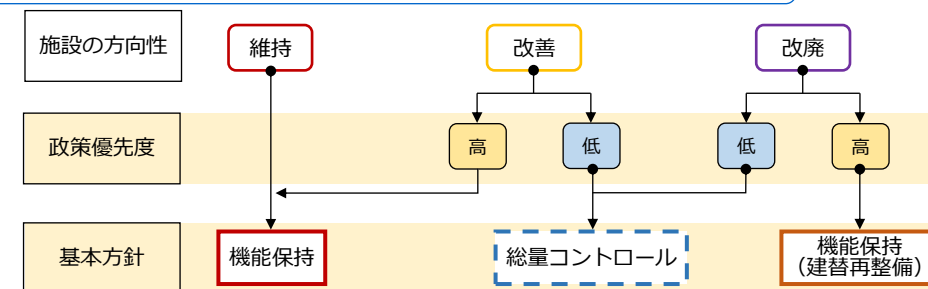 施設の方向性
維持
改善
改廃
政策優先度
高
低
低
高
基本方針
機能保持
総量コントロール
機能保持
（建替再整備）